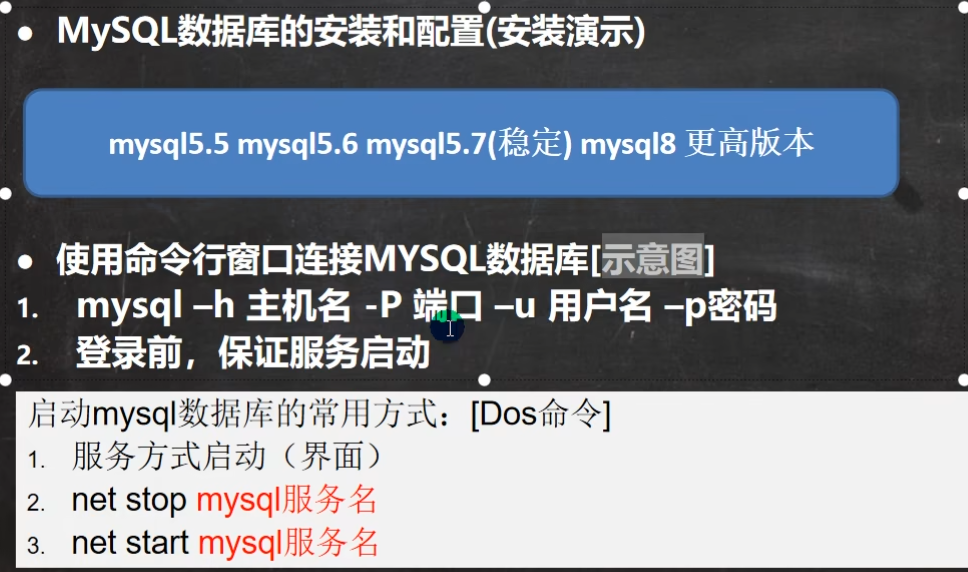 ● MySQL数据库的安装和配置(安装演示)
mysql5.5 mysql5.6 mysql5.7(稳定) mysql8 更高版本
● 使用命令行窗口连接MYSQL数据库[示意图]
1. mysql –h 主机名 -P 端口 –u 用户名 –p密码
2. 登录前，保证服务启动
启动mysql数据库的常用方式：[Dos命令]
1. 服务方式启动（界面）
2. net stop mysql服务名
3. net start mysql服务名